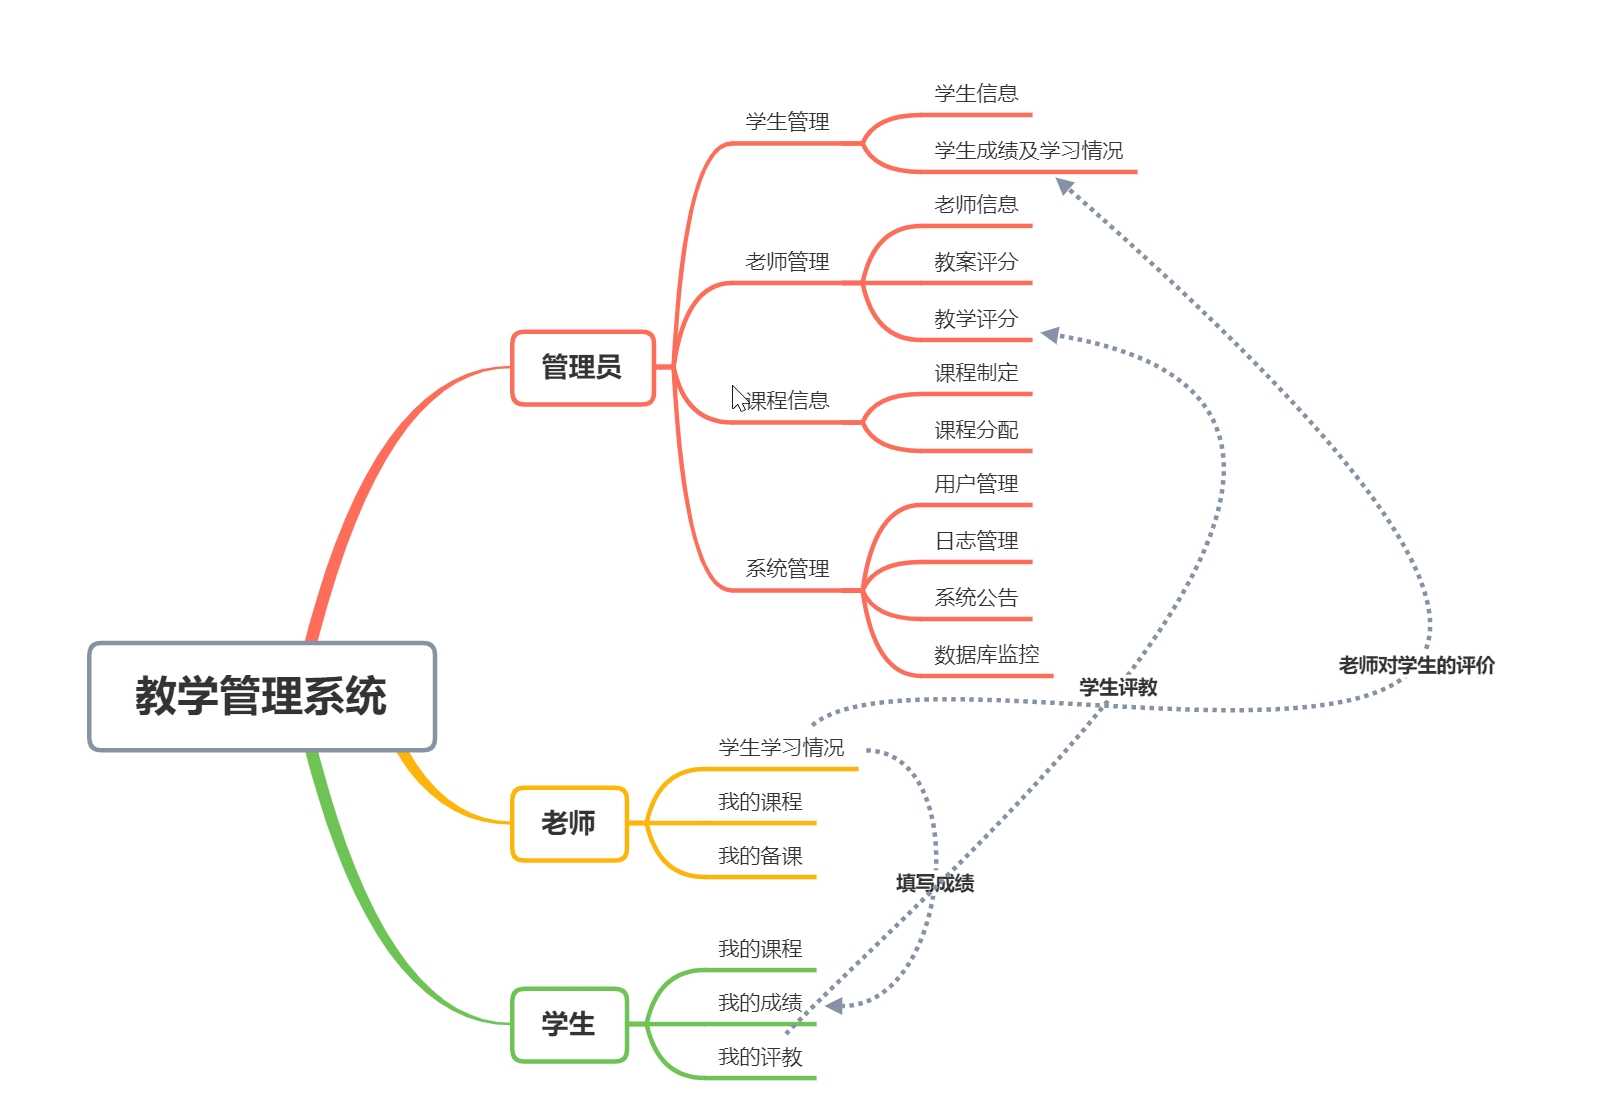 学生信息
学生管理
学生成绩及学习情况
老师信息
老师管理
教案评分
教学评分
管理员
课程制定
课程信息
课程分配
用户管理
日志管理
系统管理
系统公告
数据库监控
老师对学生的评价
学生评教
教学管理系统
学生学习情况
我的课程
老师
我的备课
填写成绩
我的课程
我的成绩
学生
我的评教